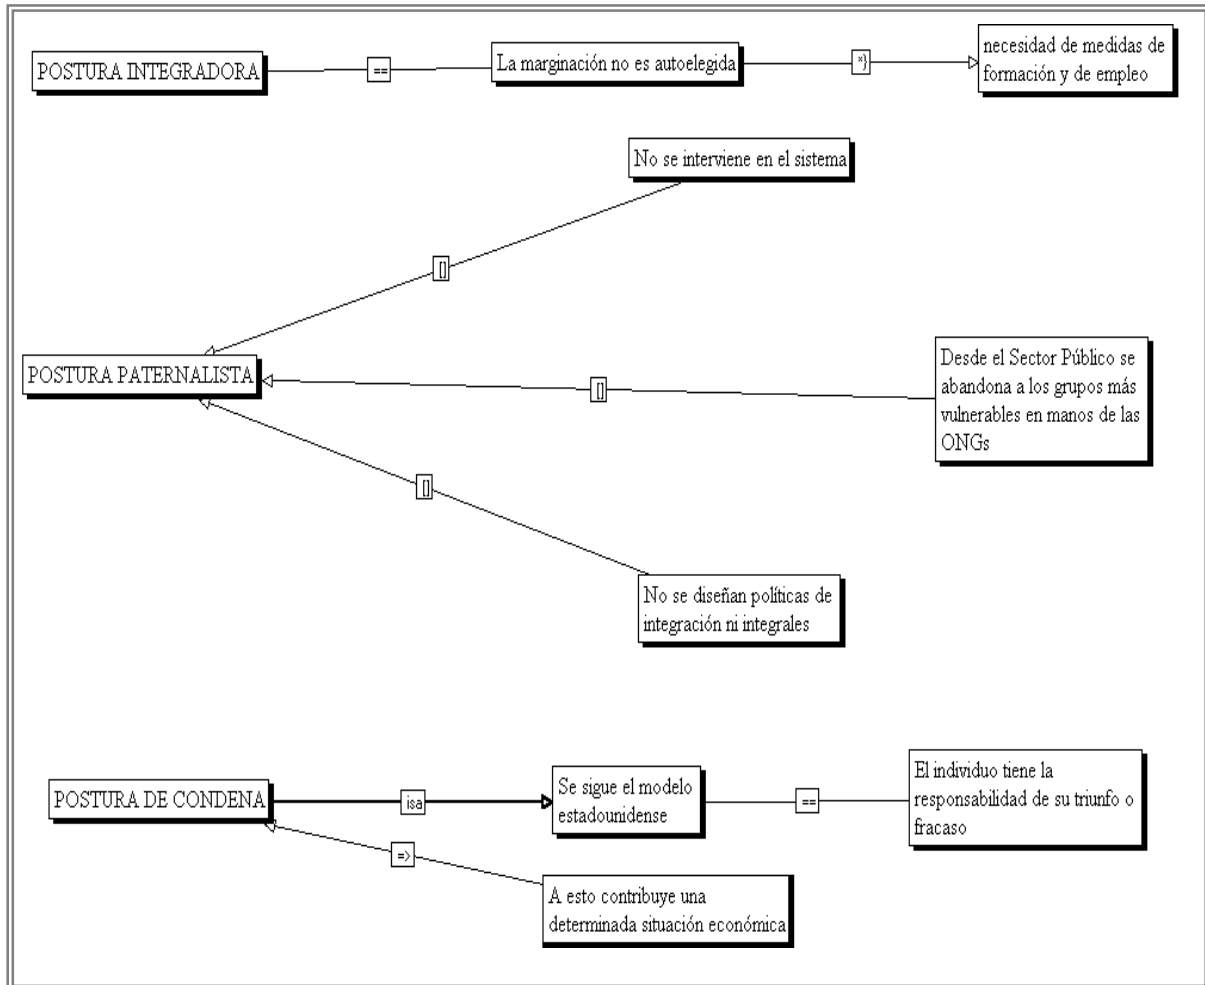 POSTURA INTEGRADORA
==
La marginación no es autoelegida
*}
necesidad de medidas de
formación y de empleo
No se interviene en el sistema
[]
POSTURA PATERNALISTA
[]
Desde el Sector Público se
abandona a los grupos más
vulnerables en manos de las
ONGs
[]
No se diseñan políticas de
integración ni integrales
POSTURA DE CONDENA
isa
Se sigue el modelo
estadounidense
==
El individuo tiene la
responsabilidad de su triunfo o
fracaso
=>
A esto contribuye una
determinada situación económica